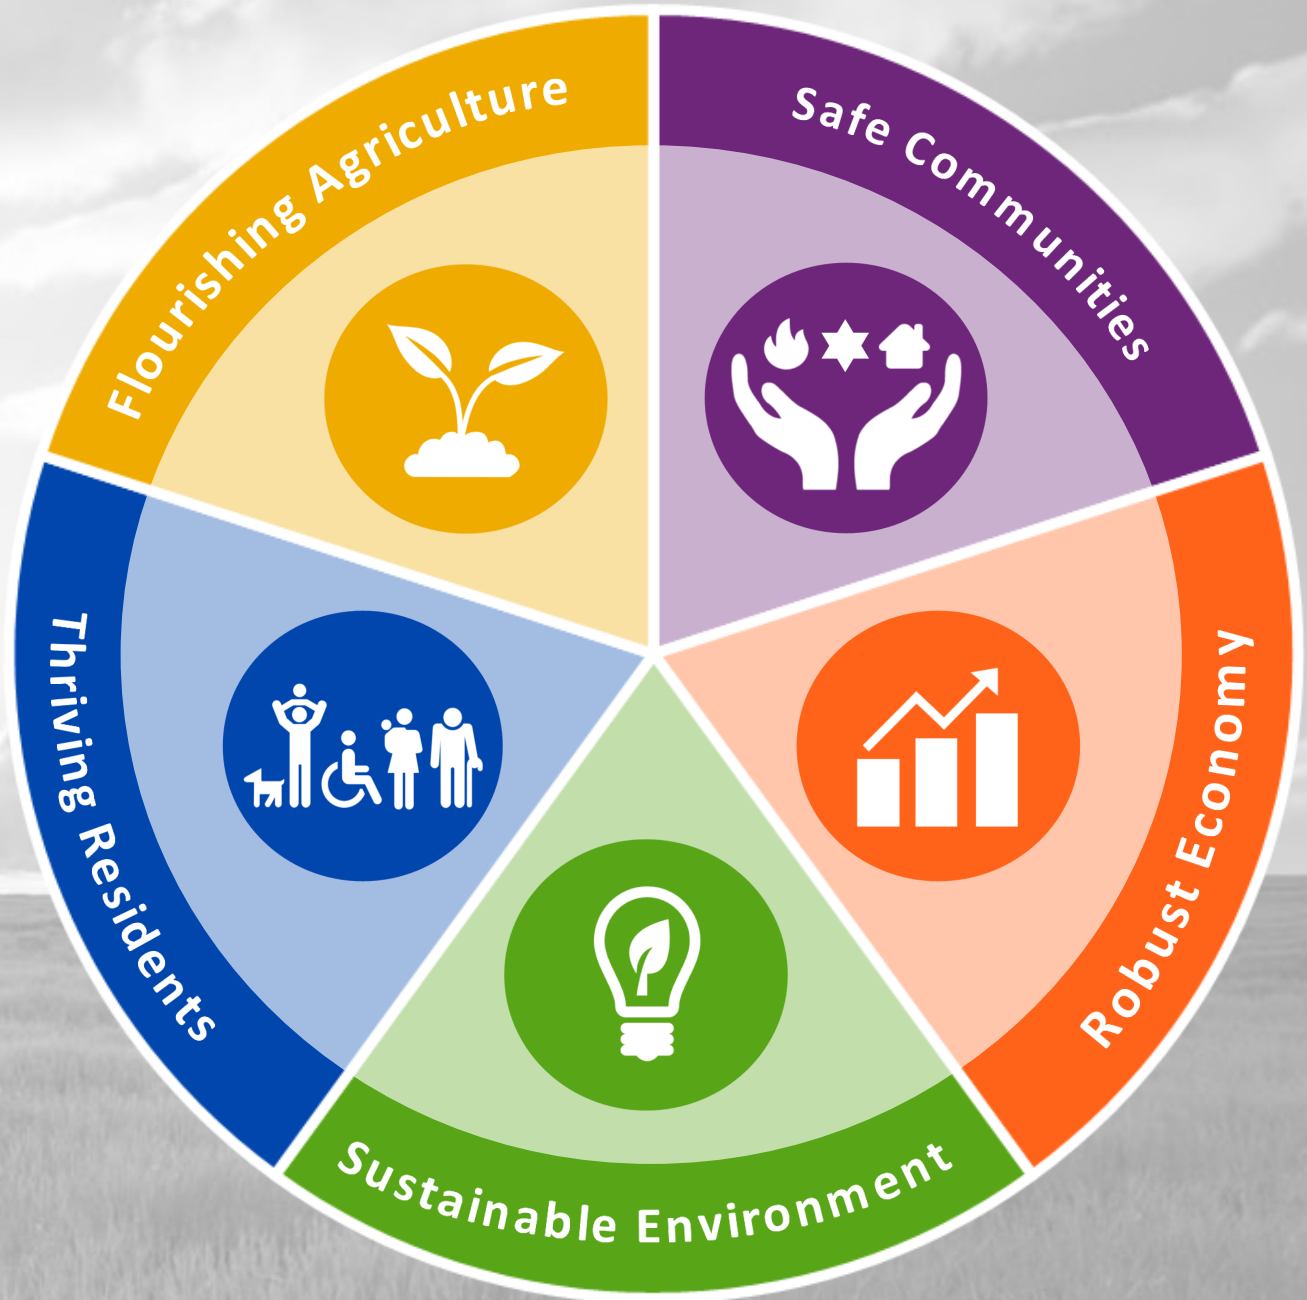 Flourishing Agriculture
Safe Communities
Robust Economy
Sustainable Environment
Thriving Residents